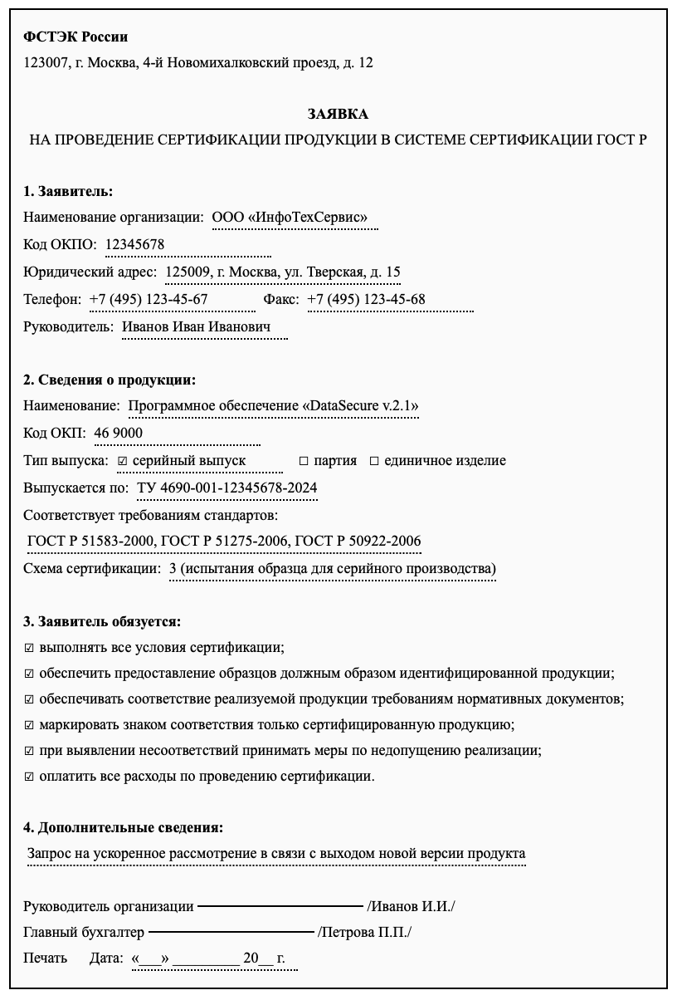 ФСТЭК России
123007, г. Москва, 4-й Новомихалковский проезд, д. 12
ЗАЯВКА
НА ПРОВЕДЕНИЕ СЕРТИФИКАЦИИ ПРОДУКЦИИ В СИСТЕМЕ СЕРТИФИКАЦИИ ГОСТ Р
1. Заявитель:
Наименование организации: ООО «ИнфоТехСервис»
Код ОКПО: 12345678
Юридический адрес: 125009, г. Москва, ул. Тверская, д. 15
Телефон: +7 (495) 123-45-67 Факс: +7 (495) 123-45-68
Руководитель: Иванов Иван Иванович
2. Сведения о продукции:
Наименование: Программное обеспечение «DataSecure v.2.1»
Код ОКП: 46 9000
Тип выпуска: ☑ серийный выпуск ☐ партия ☐ единичное изделие
Выпускается по: ТУ 4690-001-12345678-2024
Соответствует требованиям стандартов:
ГОСТ Р 51583-2000, ГОСТ Р 51275-2006, ГОСТ Р 50922-2006
Схема сертификации: 3 (испытания образца для серийного производства)
3. Заявитель обязуется:
☑ выполнять все условия сертификации;
☑ обеспечить предоставление образцов должным образом идентифицированной продукции;
☑ обеспечивать соответствие реализуемой продукции требованиям нормативных документов;
☑ маркировать знаком соответствия только сертифицированную продукцию;
☑ при выявлении несоответствий принимать меры по недопущению реализации;
☑ оплатить все расходы по проведению сертификации.
4. Дополнительные сведения:
Запрос на ускоренное рассмотрение в связи с выходом новой версии продукта
Руководитель организации /Иванов И.И./
Главный бухгалтер /Петрова П.П./
Печать Дата: «___» _________ 20__ г.